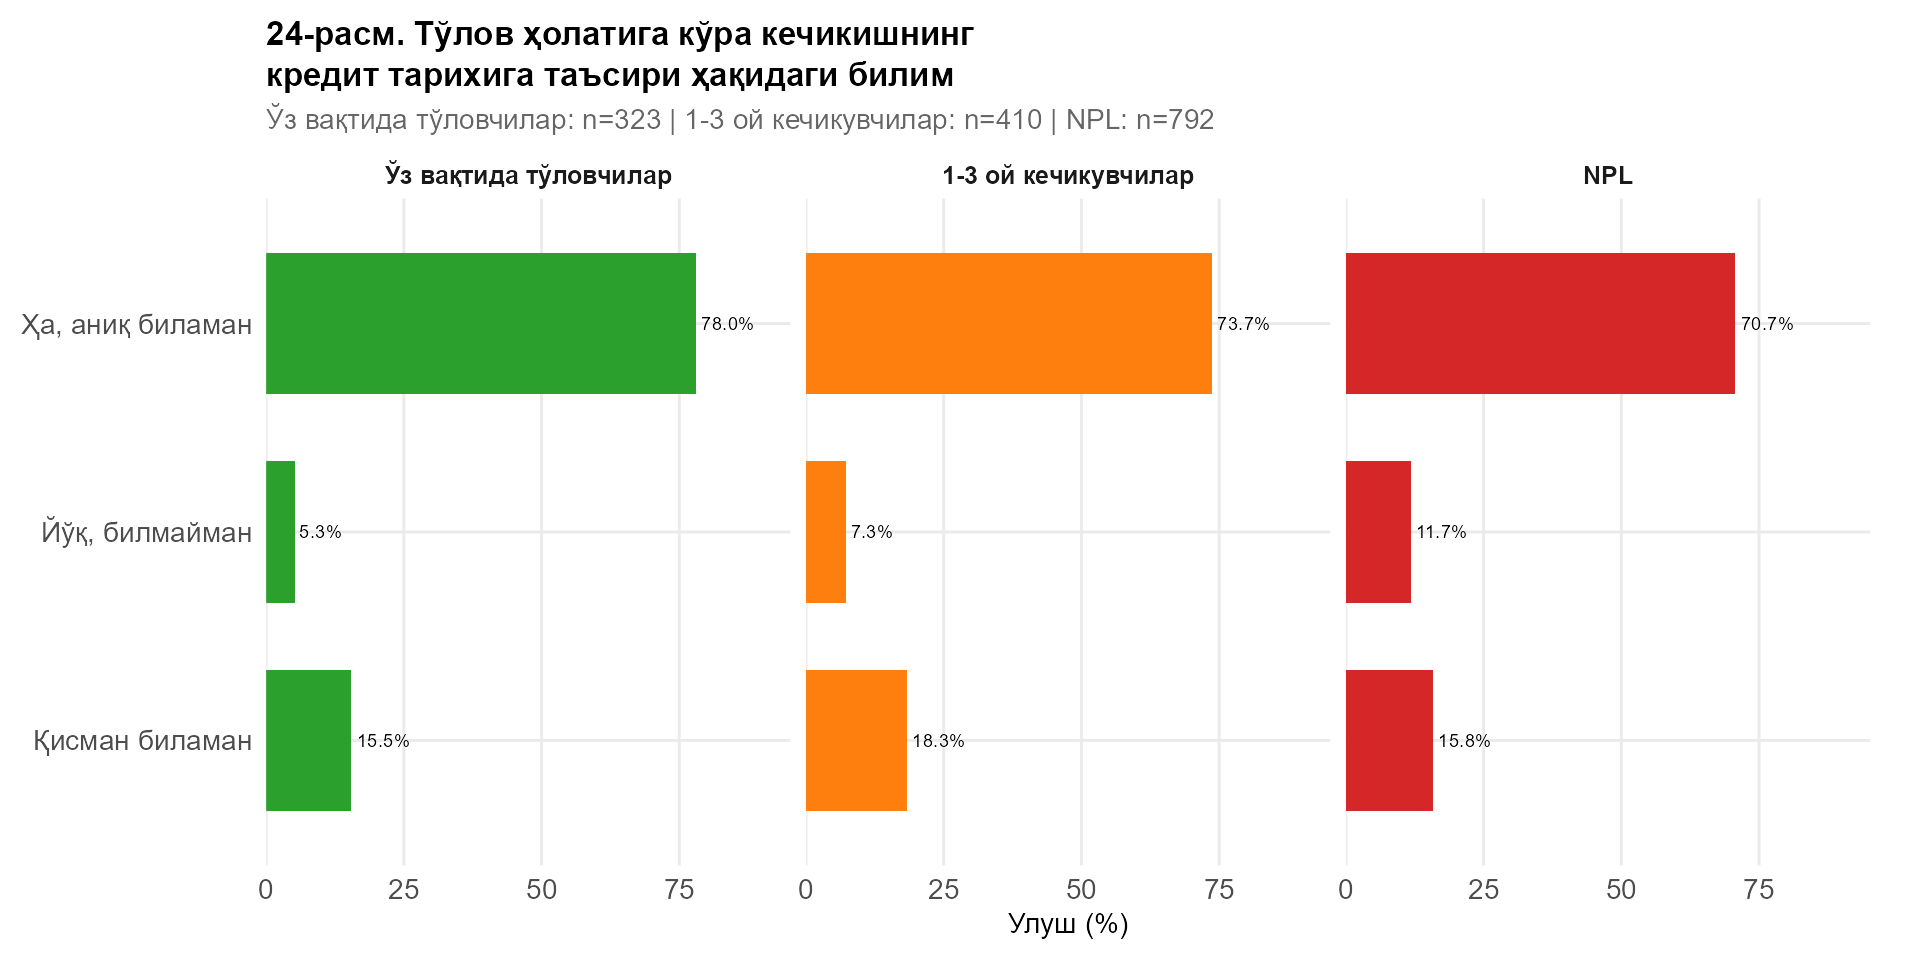 24-расм. Тўлов ҳолатига кўра кечикишнинг
кредит тарихига таъсири ҳақидаги билим
Ўз вақтида тўловчилар: n=323 | 1-3 ой кечикувчилар: n=410 | NPL: n=792
Ўз вақтида тўловчилар 1-3 ой кечикувчилар NPL
Ҳа, аниқ биламан 78.0% 73.7% 70.7%
Йўқ, билмайман 5.3% 7.3% 11.7%
Қисман биламан 15.5% 18.3% 15.8%
0 25 50 75 0 25 50 75 0 25 50 75
Улуш (%)